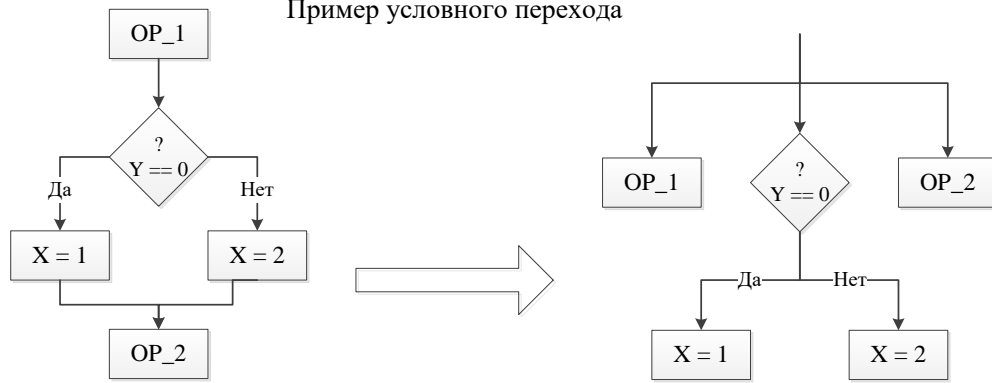 Пример условного перехода
OP_1
?
Y == 0
Да
Нет
X = 1
X = 2
OP_2
OP_1
?
Y == 0
OP_2
Да
Нет
X = 1
X = 2